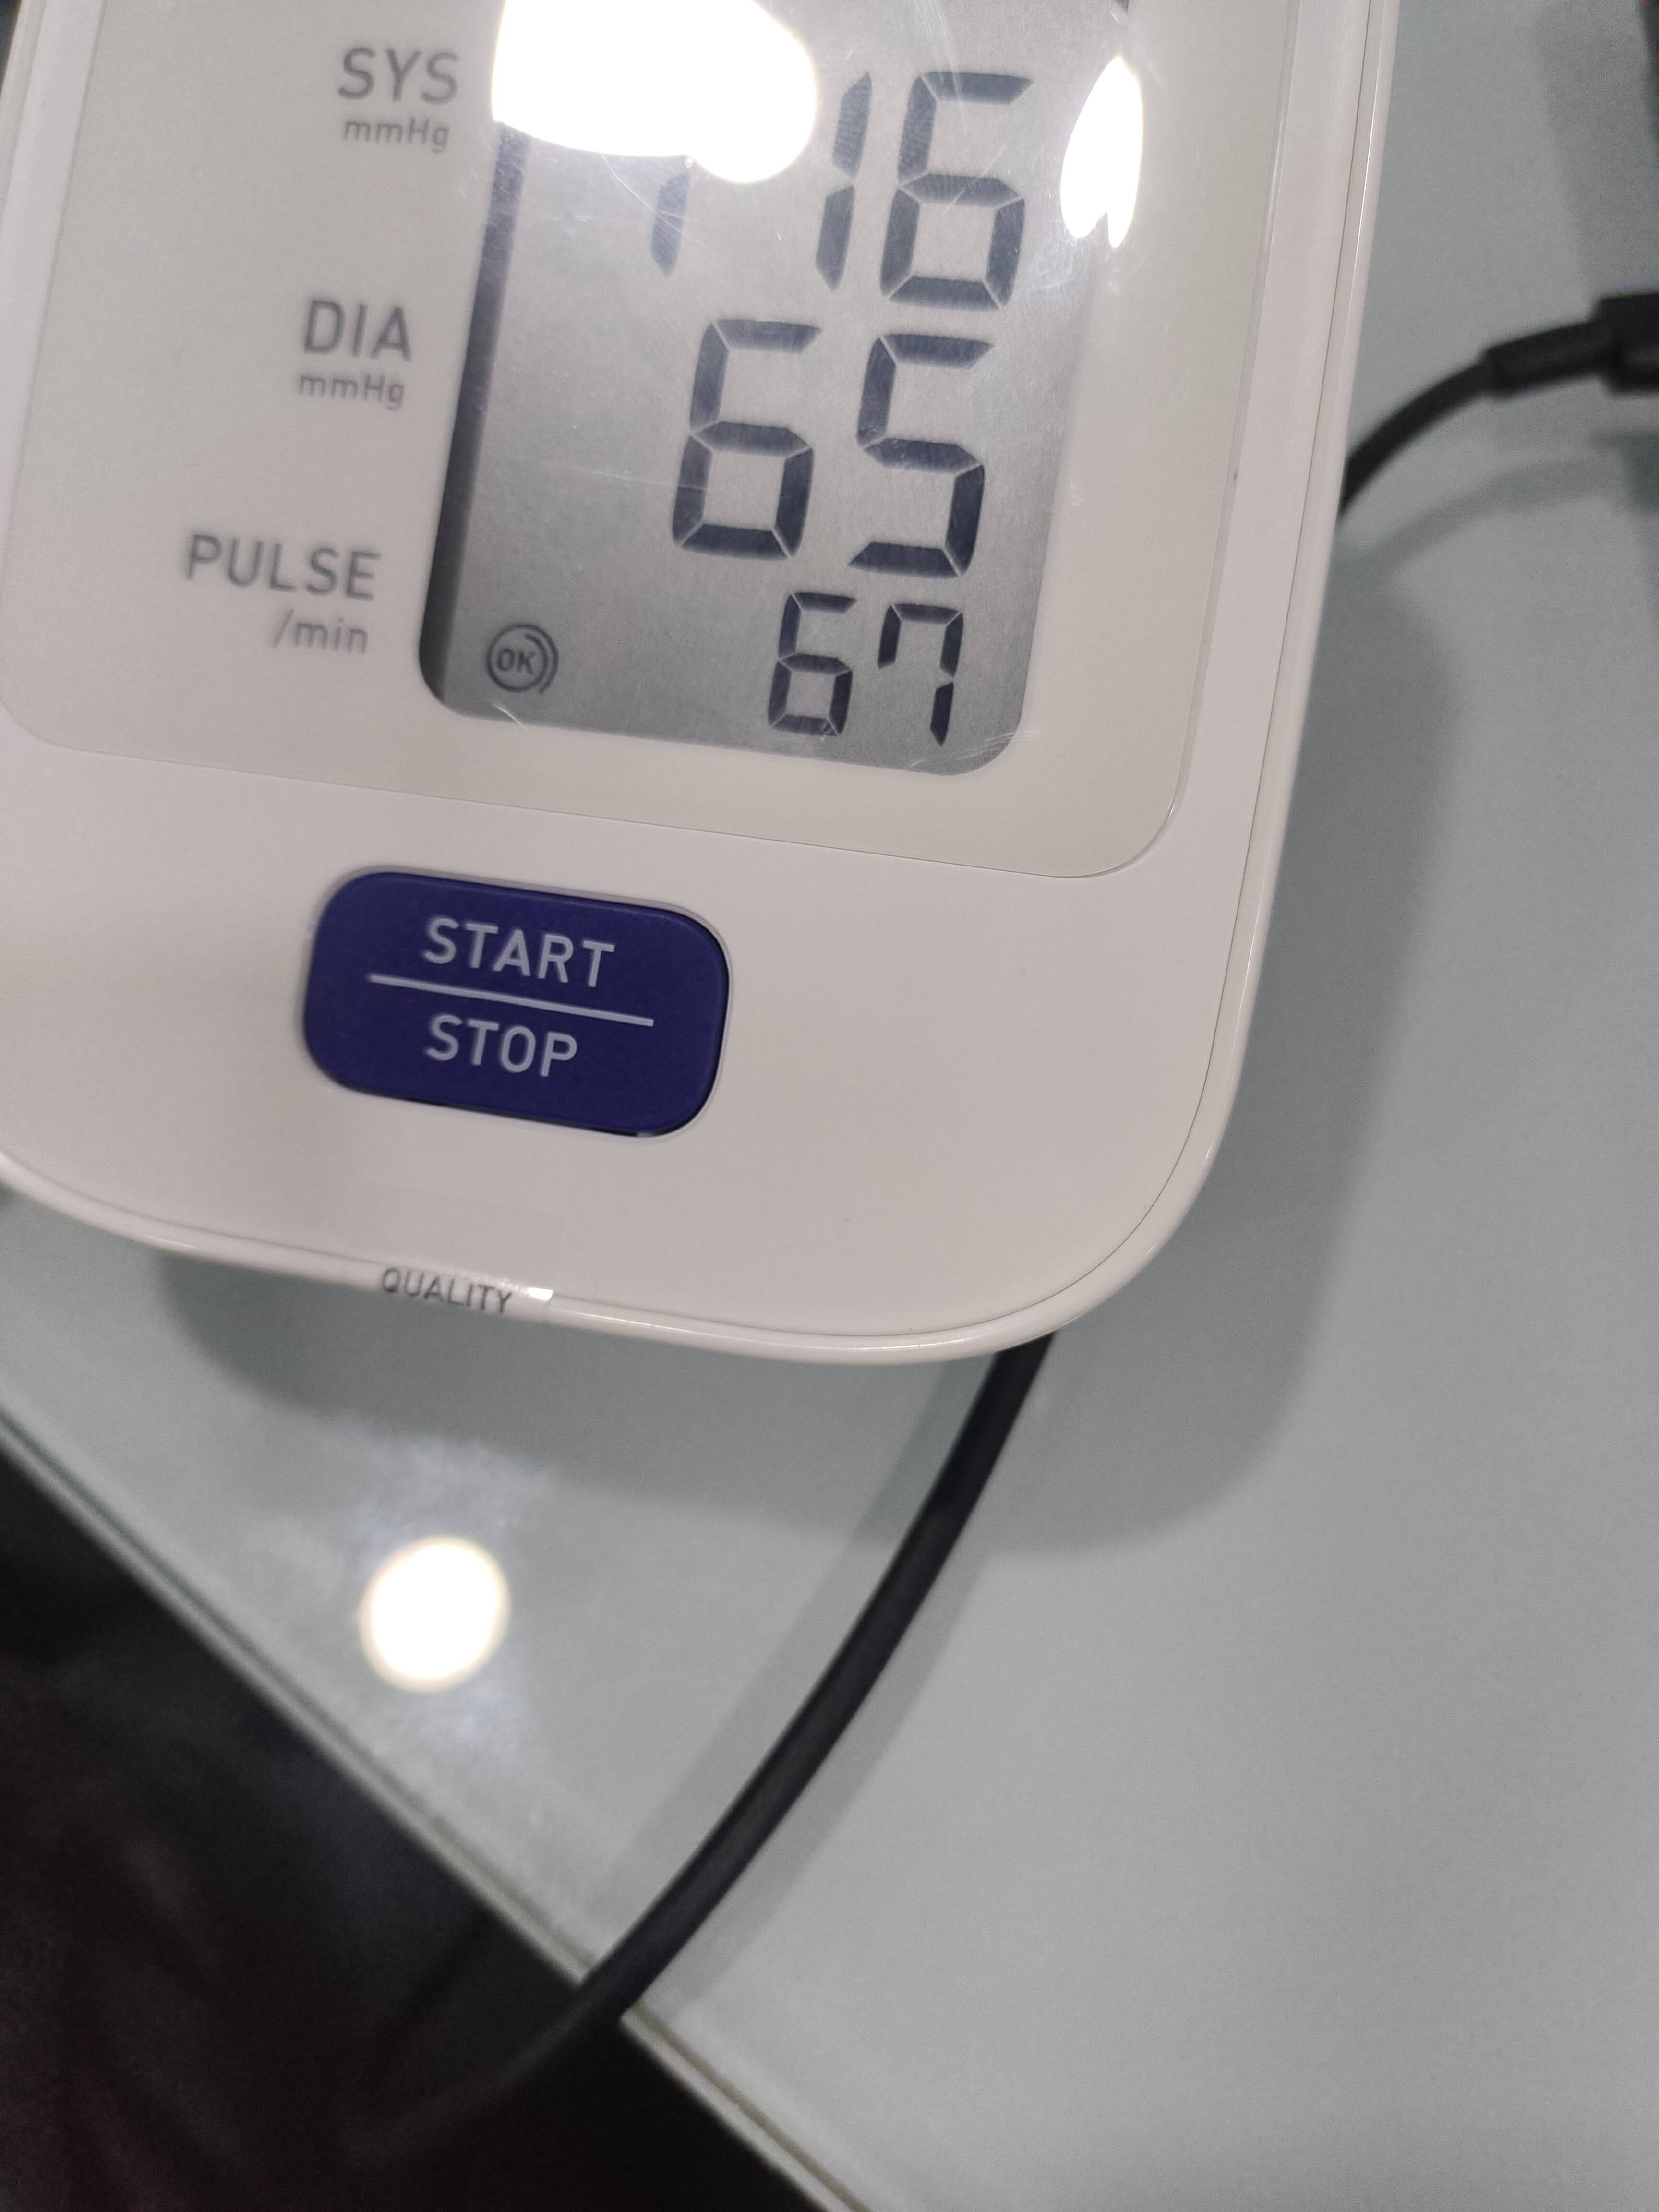 SYS
mmHg
116
DIA
mmHg
65
PULSE
/min
OK
67
START
STOP
QUALITY